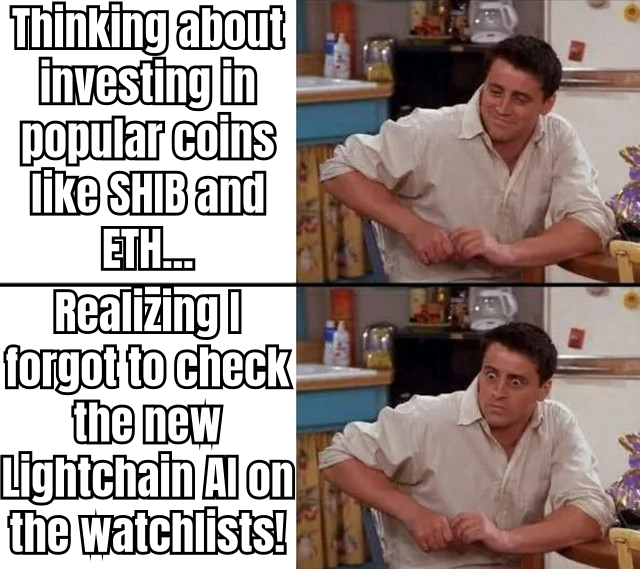 Thinking about
investing in
popular coins
like SHIB and
ETH...
Realizing I
forgot to check
the new
Lightchain AI on
the watchlists!